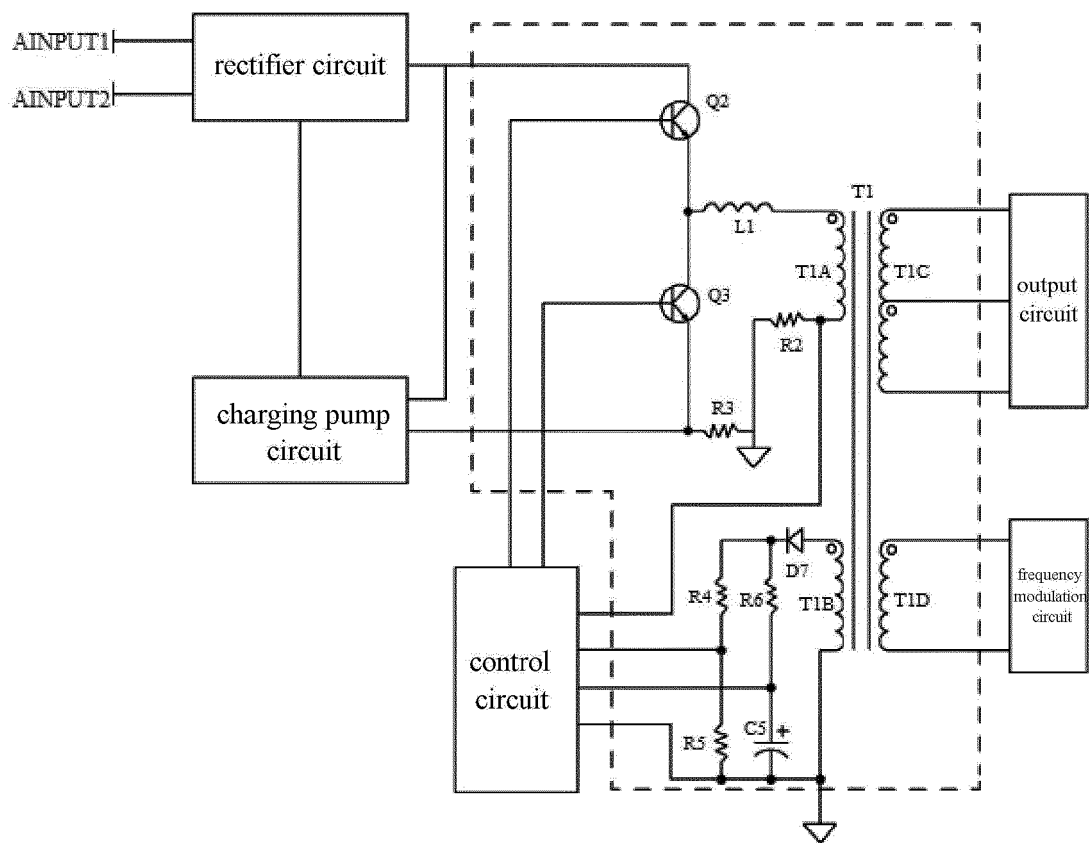 AINPUT1
rectifier circuit
AINPUT2
Q2
T1
L1
T1A
T1C
output
circuit
Q3
R2
charging pump
circuit
R3
D7
R4
R6
T1B
T1D
frequency
modulation
circuit
control
circuit
R5
C5
+